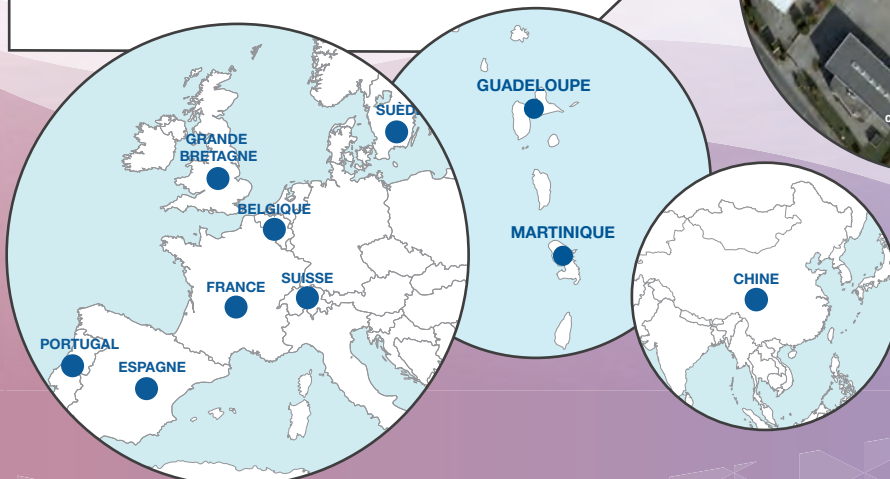 SUÈD
GRANDE
BRETAGNE
BELGIQUE
FRANCE
SUISSE
PORTUGAL
ESPAGNE
GUADELOUPE
MARTINIQUE
CHINE